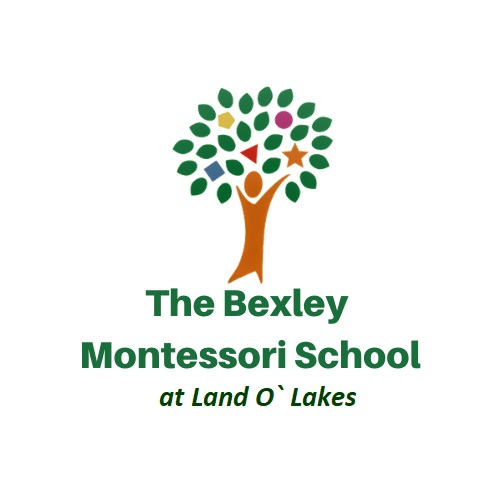 The Bexley
Montessori School
at Land O` Lakes